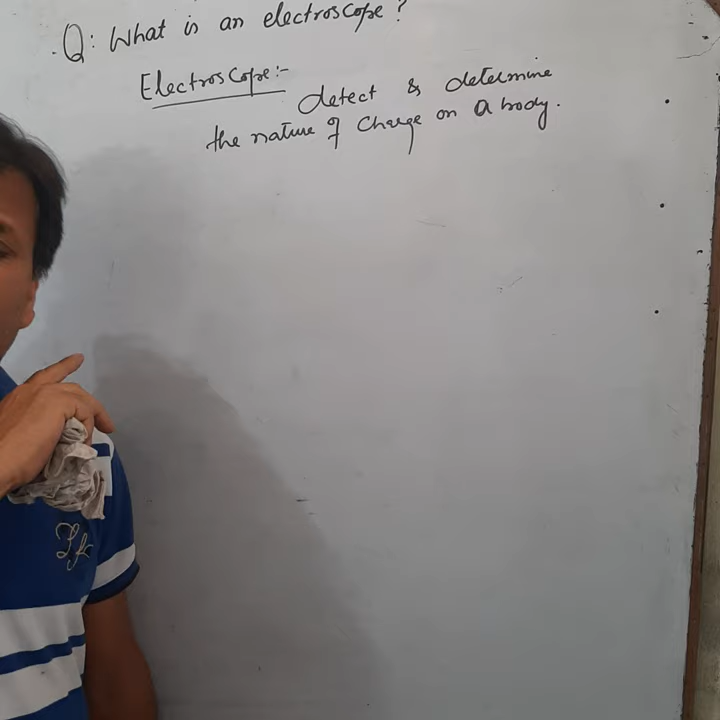 Q: What is an electroscope?
Electroscope:-
detect & determine
the nature of charge on a body.